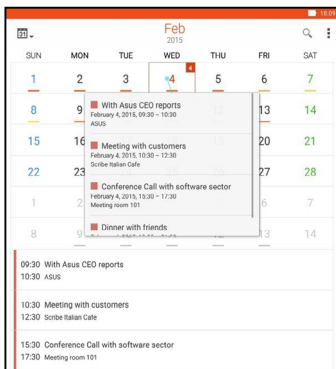 18:09
31
Feb
2015
SUN MON TUE WED THU FRI SAT
4
1 2 3 4 5 6 7
8 9 13 14
15 16 20 21
22 23 27 28
1 2 6 7
8 9 13 14
With Asus CEO reports
February 4, 2015, 09:30 – 10:30
ASUS
Meeting with customers
February 4, 2015, 10:30 – 12:30
Scribe Italian Cafe
Conference Call with software sector
February 4, 2015, 15:30 – 17:30
Meeting room 101
Dinner with friends
09:30 With Asus CEO reports
10:30 ASUS
10:30 Meeting with customers
12:30 Scribe Italian Cafe
15:30 Conference Call with software sector
17:30 Meeting room 101